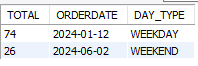 TOTAL ORDERDATE DAY_TYPE
74 2024-01-12 WEEKDAY
26 2024-06-02 WEEKEND